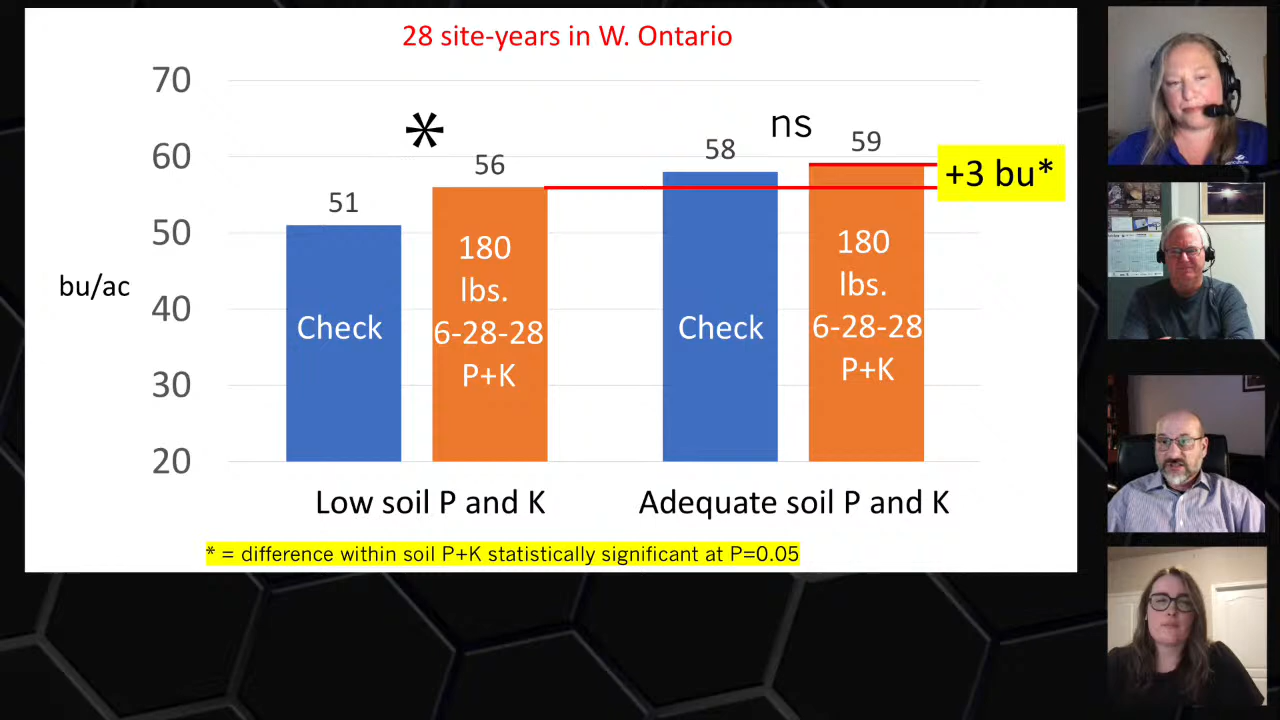 28 site-years in W. Ontario
70
60
50
40
30
20
bu/ac
*
ns
51
56
58
59
+3 bu*
Check
180
lbs.
6-28-28
P+K
Check
180
lbs.
6-28-28
P+K
Low soil P and K
Adequate soil P and K
* = difference within soil P+K statistically significant at P=0.05